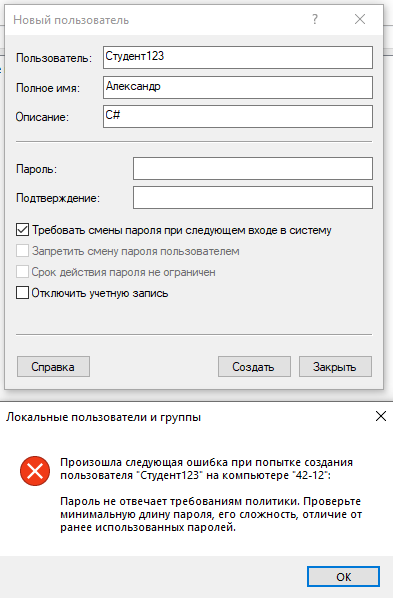 Новый пользователь
?
Пользователь: Студент123
Полное имя: Александр
Описание: C#
Пароль:
Подтверждение:
Требовать смены пароля при следующем входе в систему
Запретить смену пароля пользователем
Срок действия пароля не ограничен
Отключить учетную запись
Справка Создать Закрыть
Локальные пользователи и группы
Произошла следующая ошибка при попытке создания
пользователя "Студент123" на компьютере "42-12":
Пароль не отвечает требованиям политики. Проверьте
минимальную длину пароля, его сложность, отличие от
ранее использованных паролей.
ОК